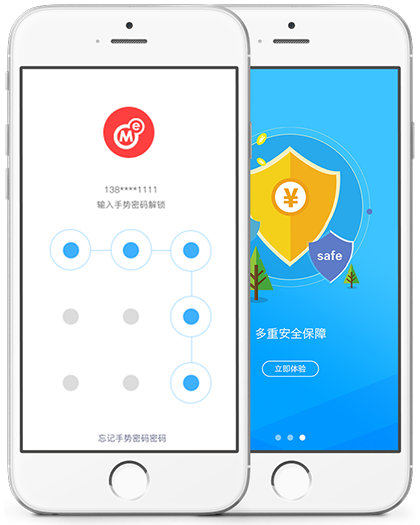 Me
138****1111
输入手势密码解锁
忘记手势密码密码
¥
safe
多重安全保障
立即体验